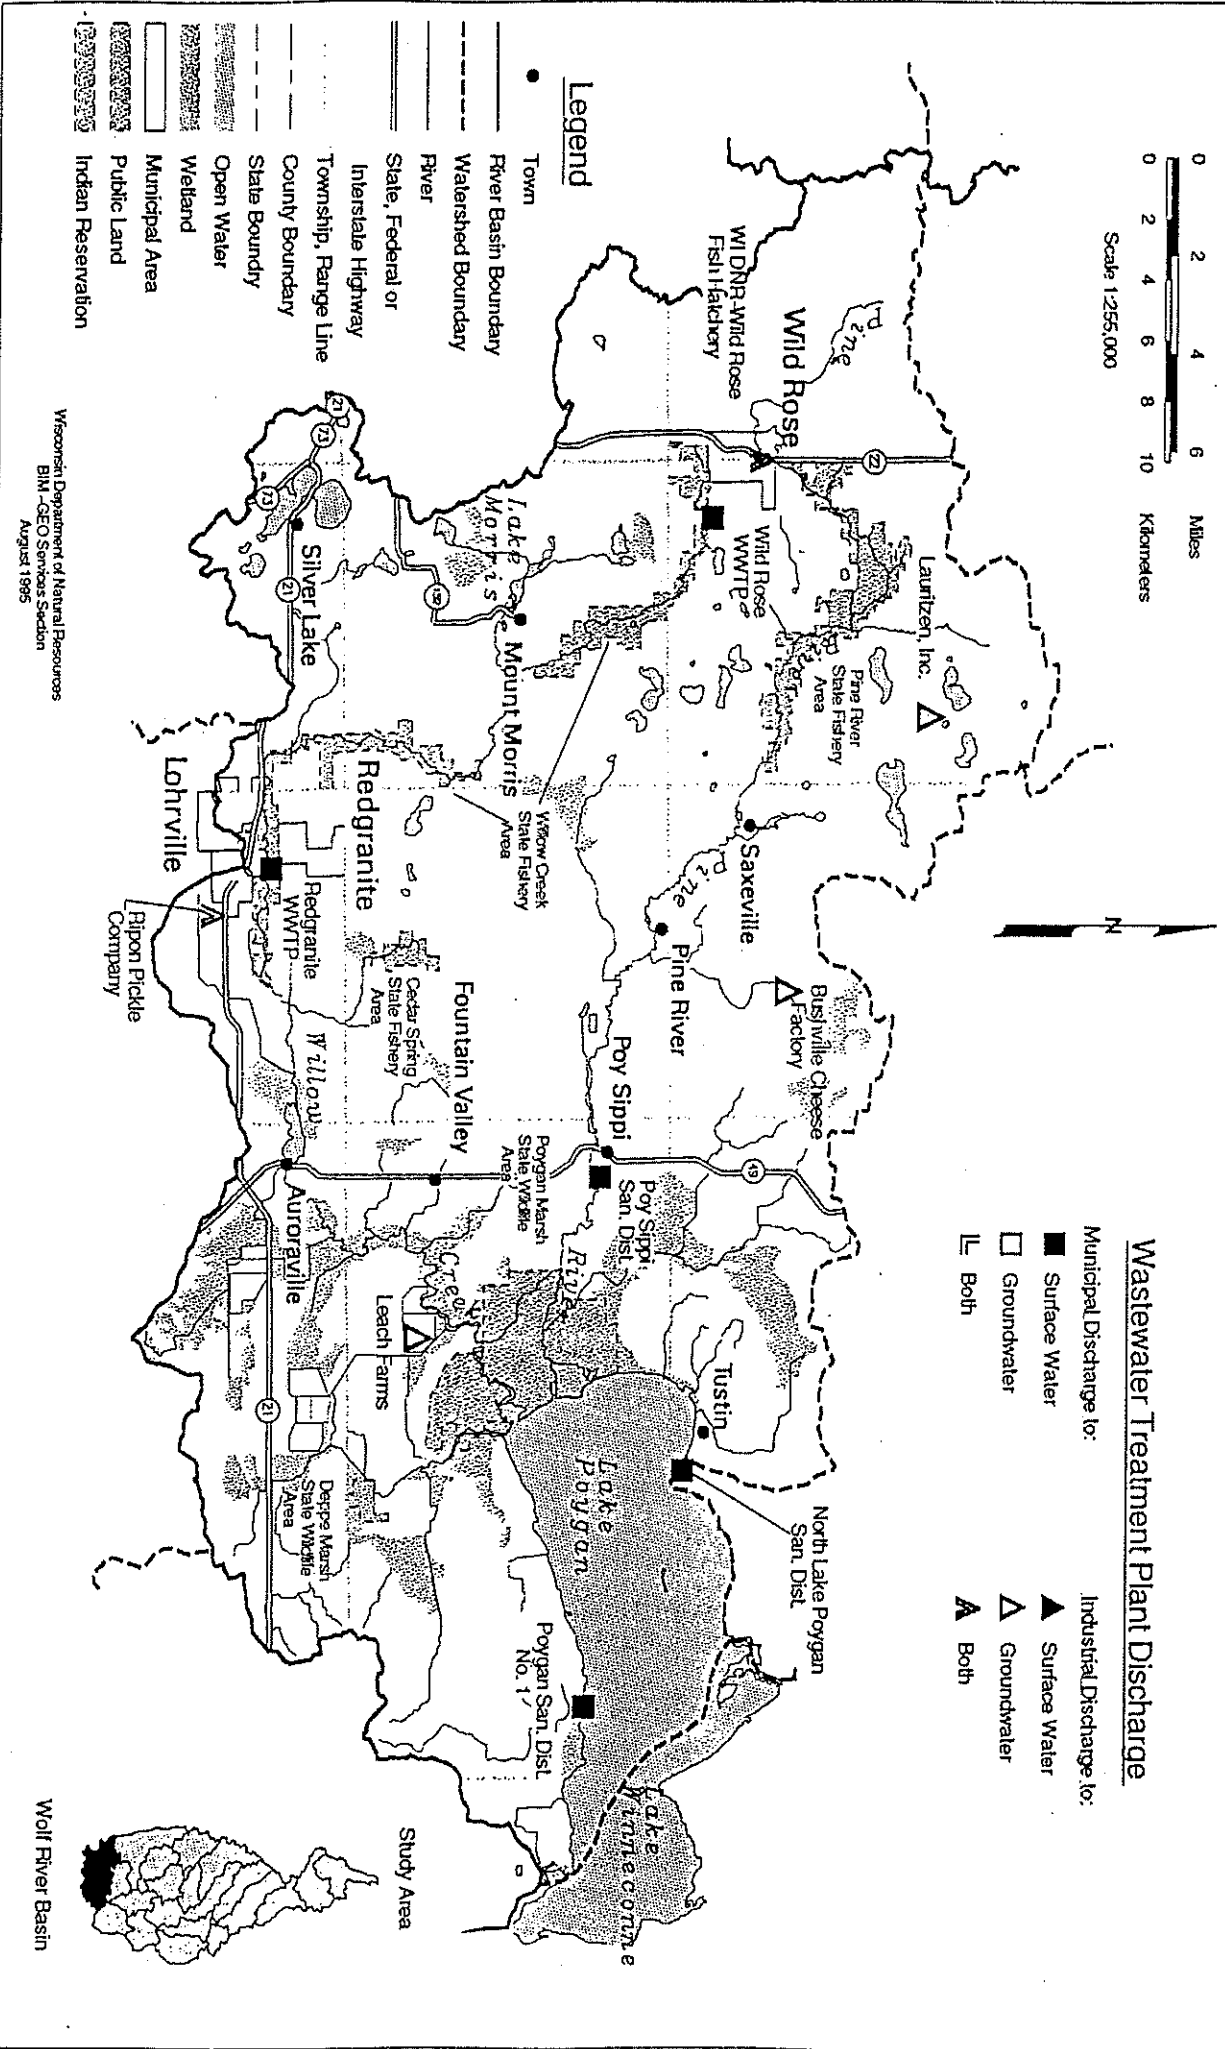 Wastewater Treatment Plant Discharge
Municipal Discharge to:
Surface Water
Groundwater
Both
Industrial Discharge to:
Surface Water
Groundwater
Both
0 2 4 6 Miles
0 2 4 6 8 10 Kilometers
Scale 1:255,000
N
Lauritzen, Inc.
22
Pine
Wild Rose
WI DNR-Wild Rose
Fish Hatchery
Wild Rose
WWTP
Pine River
State Fishery
Area
River
Saxeville
Pine
Pine River
Bushville Cheese
Factory
49
Poy Sippi
Poy Sippi
San. Dist.
River
Tustin
North Lake Poygan
San. Dist.
Lake
Poygan
Lake
Winneconne
Poygan San. Dist.
No. 1
Lake
Morris
Mount Morris
152
Willow Creek
State Fishery
Area
Poygan Marsh
State Wildlife
Area
Fountain Valley
Cedar Spring
State Fishery
Area
Creek
Leach Farms
Redgranite
Redgranite
WWTP
Willow
Auroraville
21
Deppe Marsh
State Wildlife
Area
21
73
73
Silver Lake
21
Lohrville
Ripon Pickle
Company
Legend
Town
River Basin Boundary
Watershed Boundary
River
State, Federal or
Interstate Highway
Township, Range Line
County Boundary
State Boundry
Open Water
Wetland
Municipal Area
Public Land
Indian Reservation
Wisconsin Department of Natural Resources
BIM-GEO Services Section
August 1995
Study Area
Wolf River Basin